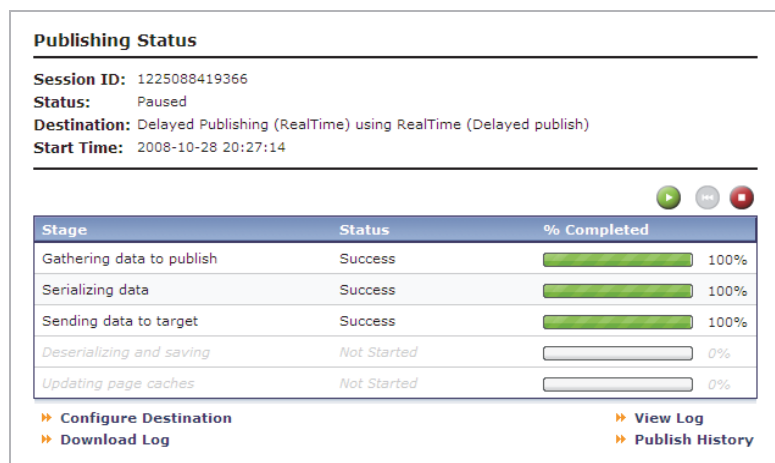 Publishing Status
Session ID: 1225088419366
Status: Paused
Destination: Delayed Publishing (RealTime) using RealTime (Delayed publish)
Start Time: 2008-10-28 20:27:14
Stage Status % Completed
Gathering data to publish Success 100%
Serializing data Success 100%
Sending data to target Success 100%
Deserializing and saving Not Started 0%
Updating page caches Not Started 0%
Configure Destination View Log
Download Log Publish History